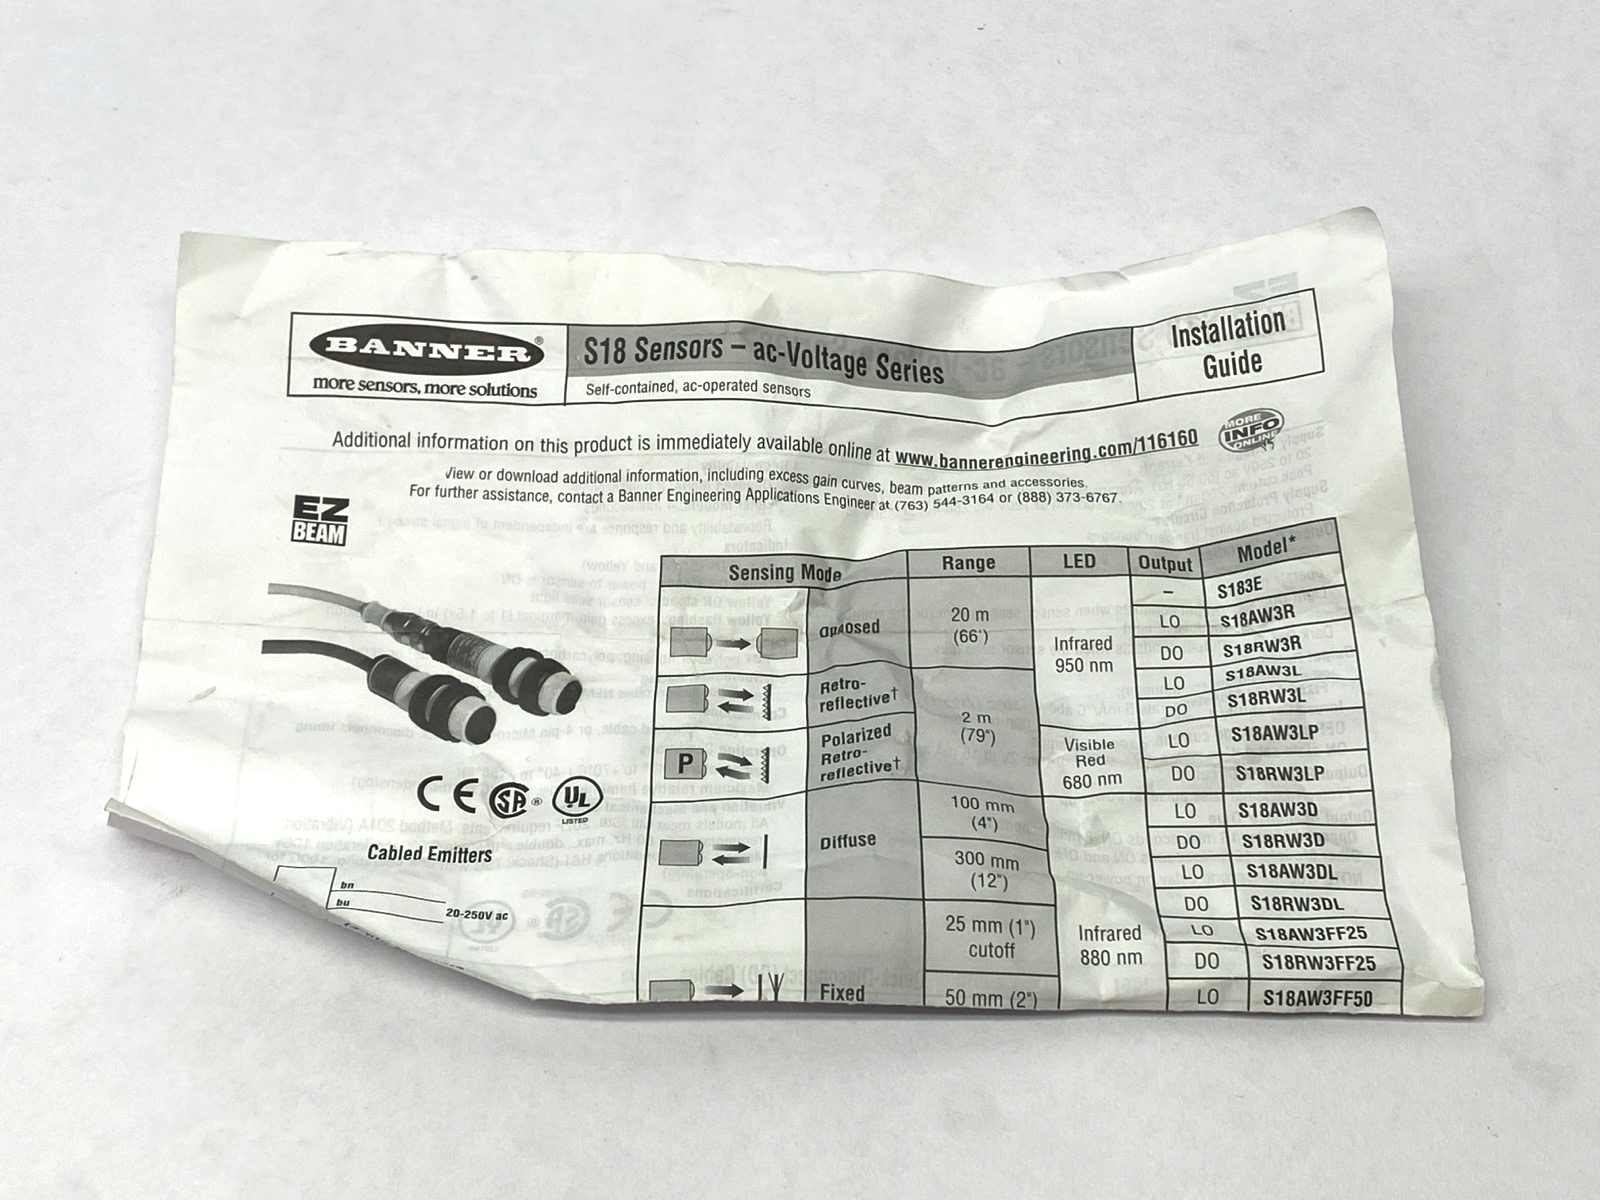 BANNER®
more sensors, more solutions
S18 Sensors – ac-Voltage Series
Self-contained, ac-operated sensors
Installation
Guide
Additional information on this product is immediately available online at www.bannerengineering.com/116160
MORE
INFO
ONLINE
View or download additional information, including excess gain curves, beam patterns and accessories.
For further assistance, contact a Banner Engineering Applications Engineer at (763) 544-3164 or (888) 373-6767.
EZ
BEAM
CE SA® UL
LISTED
Cabled Emitters
bn
bu
20-250V ac
Sensing Mode Range LED Output Model*
Opposed 20 m (66') Infrared 950 nm – S183E
LO S18AW3R
DO S18RW3R
Retro-reflective† 2 m (79") LO S18AW3L
DO S18RW3L
P Polarized Retro-reflective† Visible Red 680 nm LO S18AW3LP
DO S18RW3LP
Diffuse 100 mm (4") Infrared 880 nm LO S18AW3D
DO S18RW3D
300 mm (12") LO S18AW3DL
DO S18RW3DL
Fixed 25 mm (1") cutoff LO S18AW3FF25
DO S18RW3FF25
50 mm (2") LO S18AW3FF50